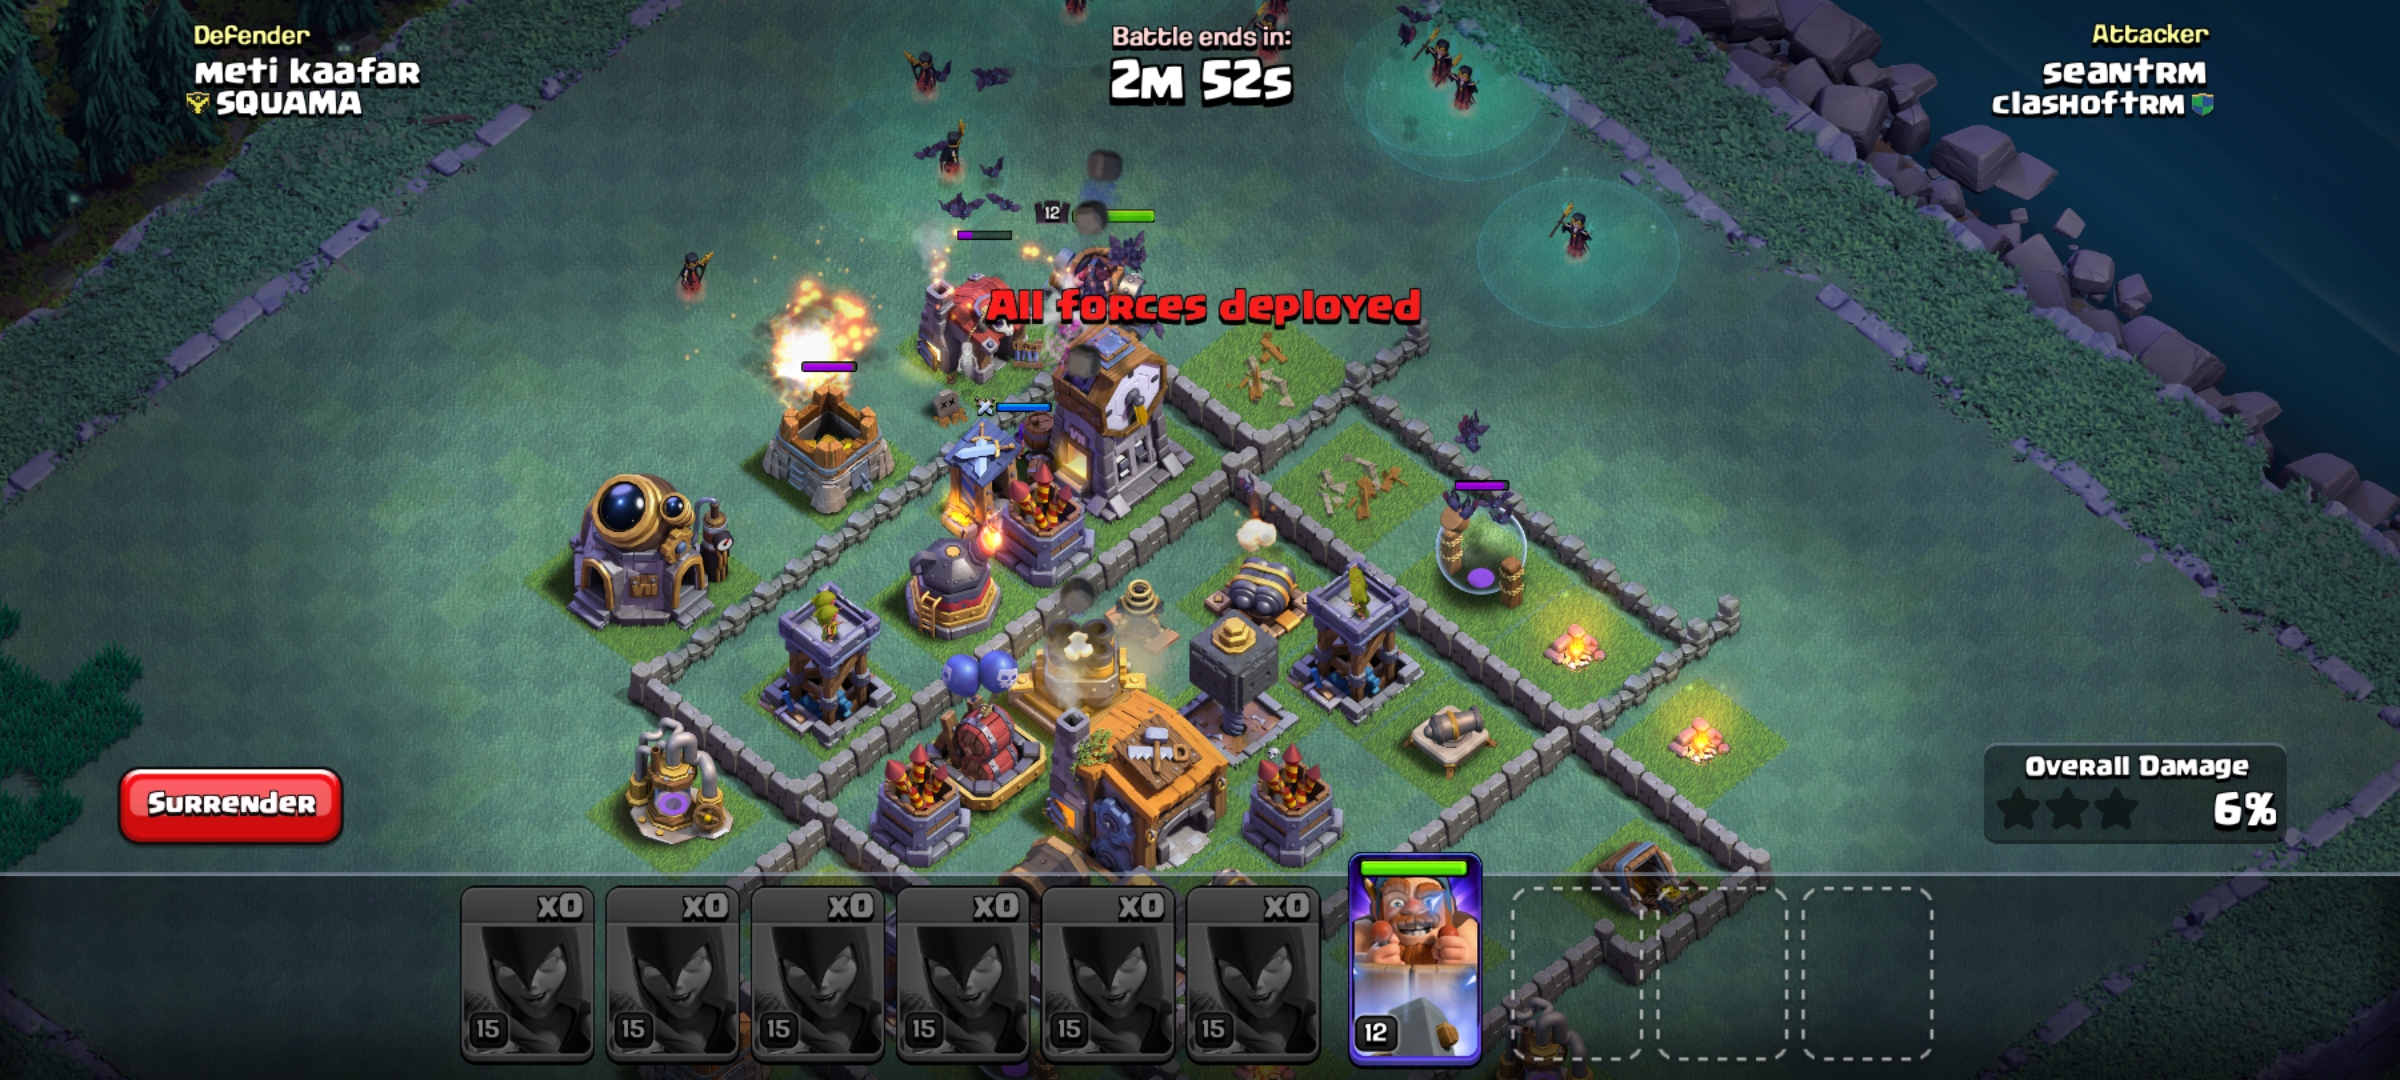 Defender
Meti kaafar
SQUAMA
Battle ends in:
2M 52s
Attacker
seantRM
clashoftRM
12
All forces deployed
VII
Surrender
Overall Damage
6%
x0
x0
x0
x0
x0
x0
15
15
15
15
15
15
12